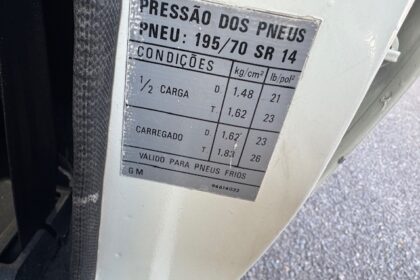 PRESSÃO DOS PNEUS
PNEU: 195/70 SR 14
CONDIÇÕES kg/cm² lb/pol²
1/2 CARGA D 1,48 21
T 1.62 23
CARREGADO D 1.62 23
T 1.83 26
VALIDO PARA PNEUS FRIOS
GM